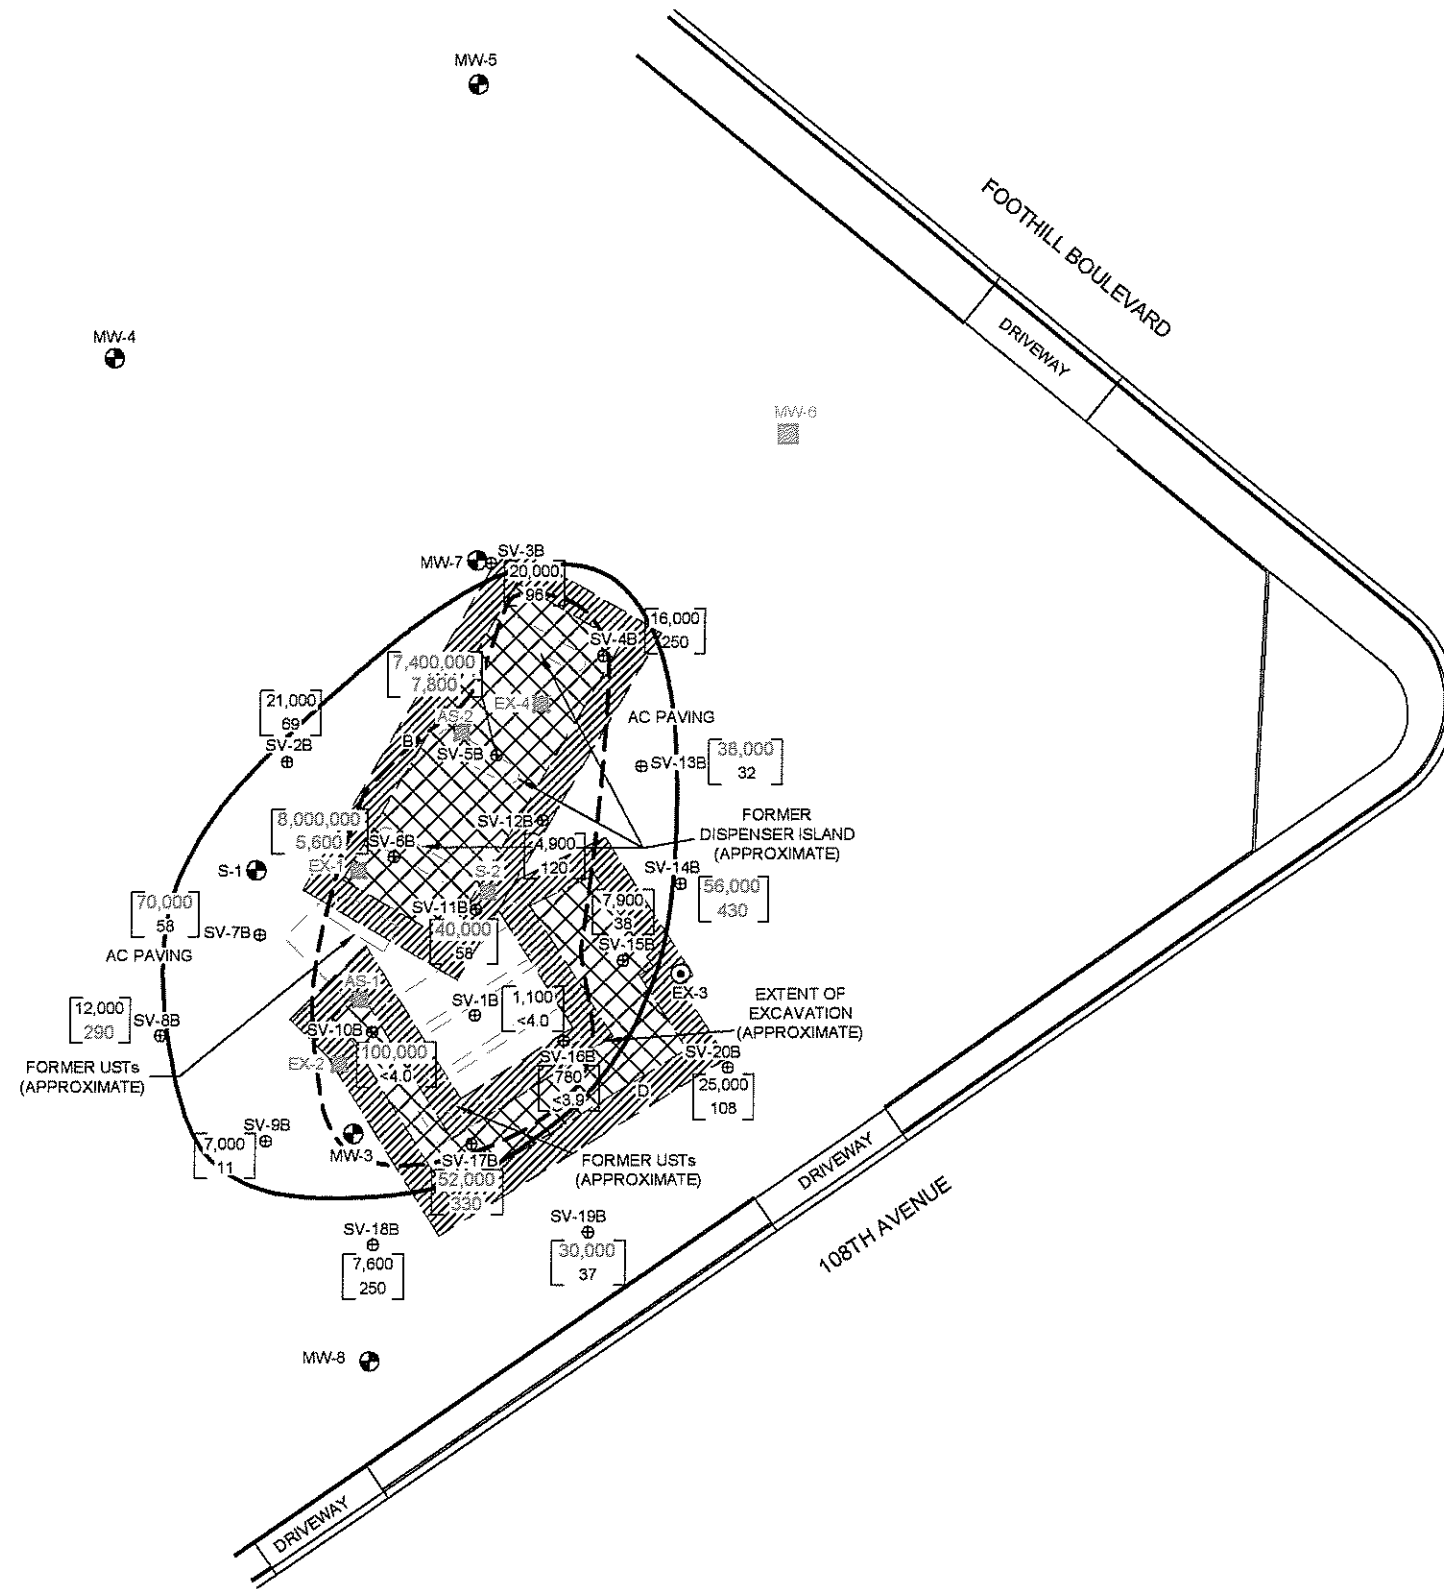 MW-5
FOOTHILL BOULEVARD
DRIVEWAY
MW-4
MW-6
MW-7
SV-3B
20,000
96
16,000
250
SV-4B
7,400,000
7,800
EX-4
AS-2
B
SV-5B
AC PAVING
21,000
69
SV-2B
SV-13B
38,000
32
8,000,000
5,600
SV-6B
SV-12B
4,900
120
FORMER
DISPENSER ISLAND
(APPROXIMATE)
EX-1
S-1
S-2
SV-14B
56,000
430
70,000
58
SV-7B
AC PAVING
SV-11B
40,000
58
7,900
38
SV-15B
EX-3
AS-1
SV-1B
1,100
<4.0
EXTENT OF
EXCAVATION
(APPROXIMATE)
12,000
290
SV-8B
SV-10B
100,000
<4.0
EX-2
SV-16B
780
<3.9
SV-20B
25,000
108
D
FORMER USTs
(APPROXIMATE)
SV-9B
7,000
11
MW-3
SV-17B
52,000
330
FORMER USTs
(APPROXIMATE)
DRIVEWAY
108TH AVENUE
SV-18B
7,600
250
SV-19B
30,000
37
MW-8
DRIVEWAY